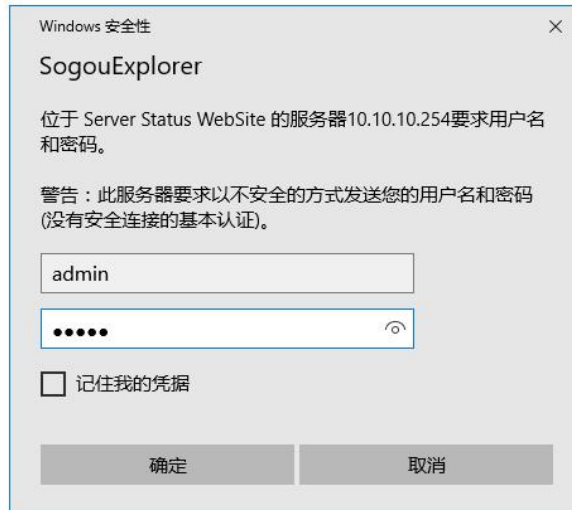 Windows 安全性
SogouExplorer
位于 Server Status WebSite 的服务器10.10.10.254要求用户名
和密码。
警告：此服务器要求以不安全的方式发送您的用户名和密码
(没有安全连接的基本认证)。
admin
●●●●●
记住我的凭据
确定
取消